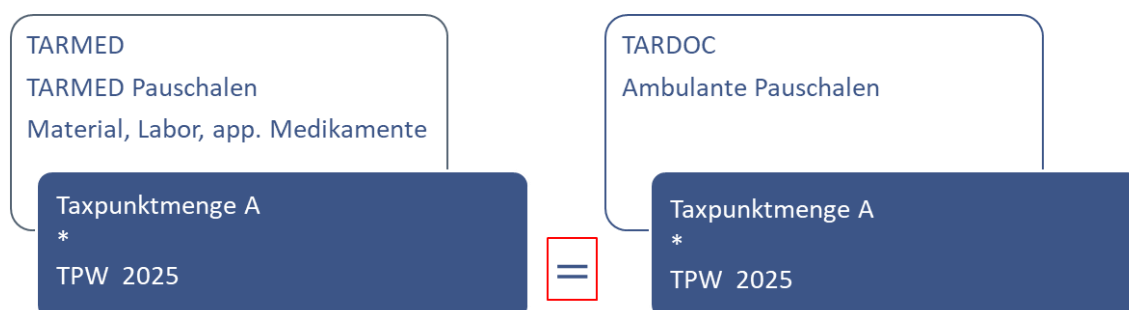 TARMED
TARMED Pauschalen
Material, Labor, app. Medikamente
Taxpunktmenge A
*
TPW 2025
=
TARDOC
Ambulante Pauschalen
Taxpunktmenge A
*
TPW 2025